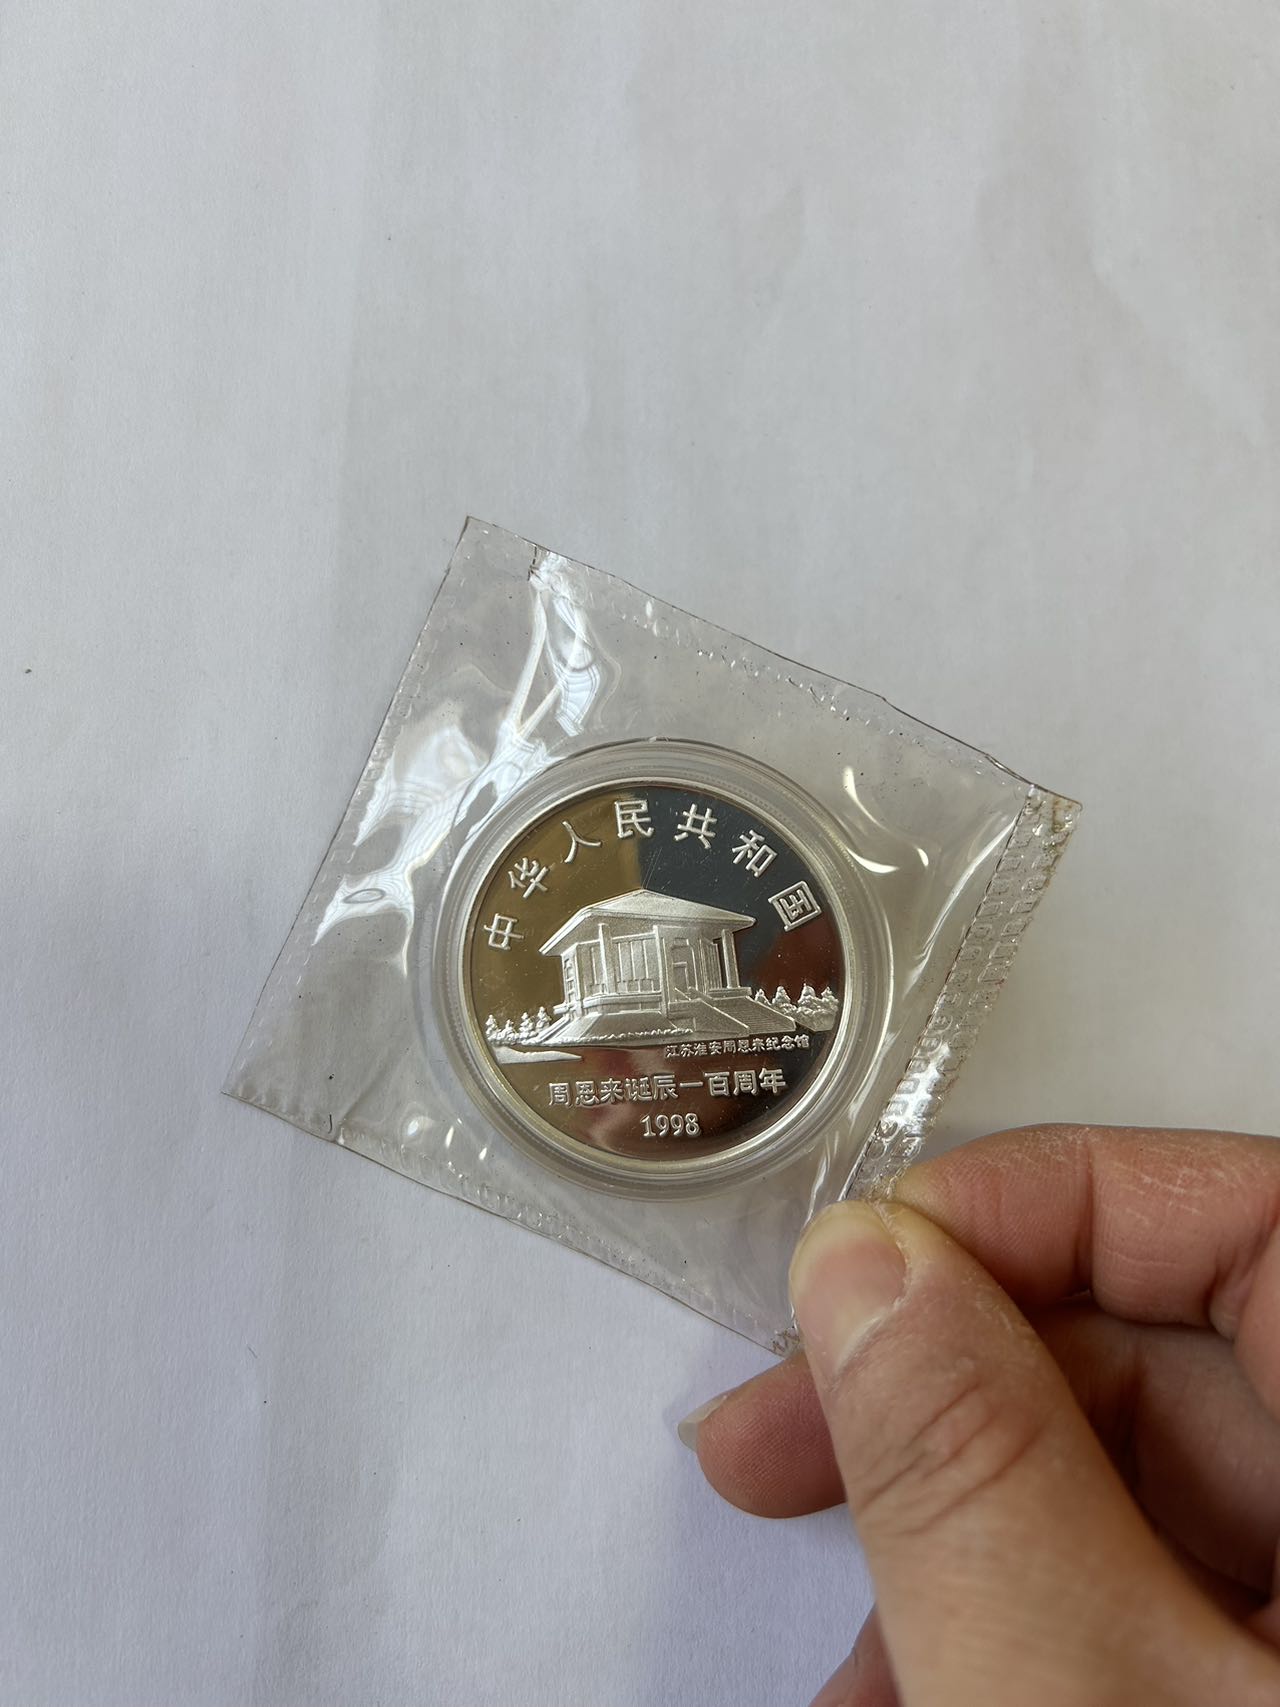 中华人民共和国
江苏淮安周恩来纪念馆
周恩来诞辰一百周年
1998